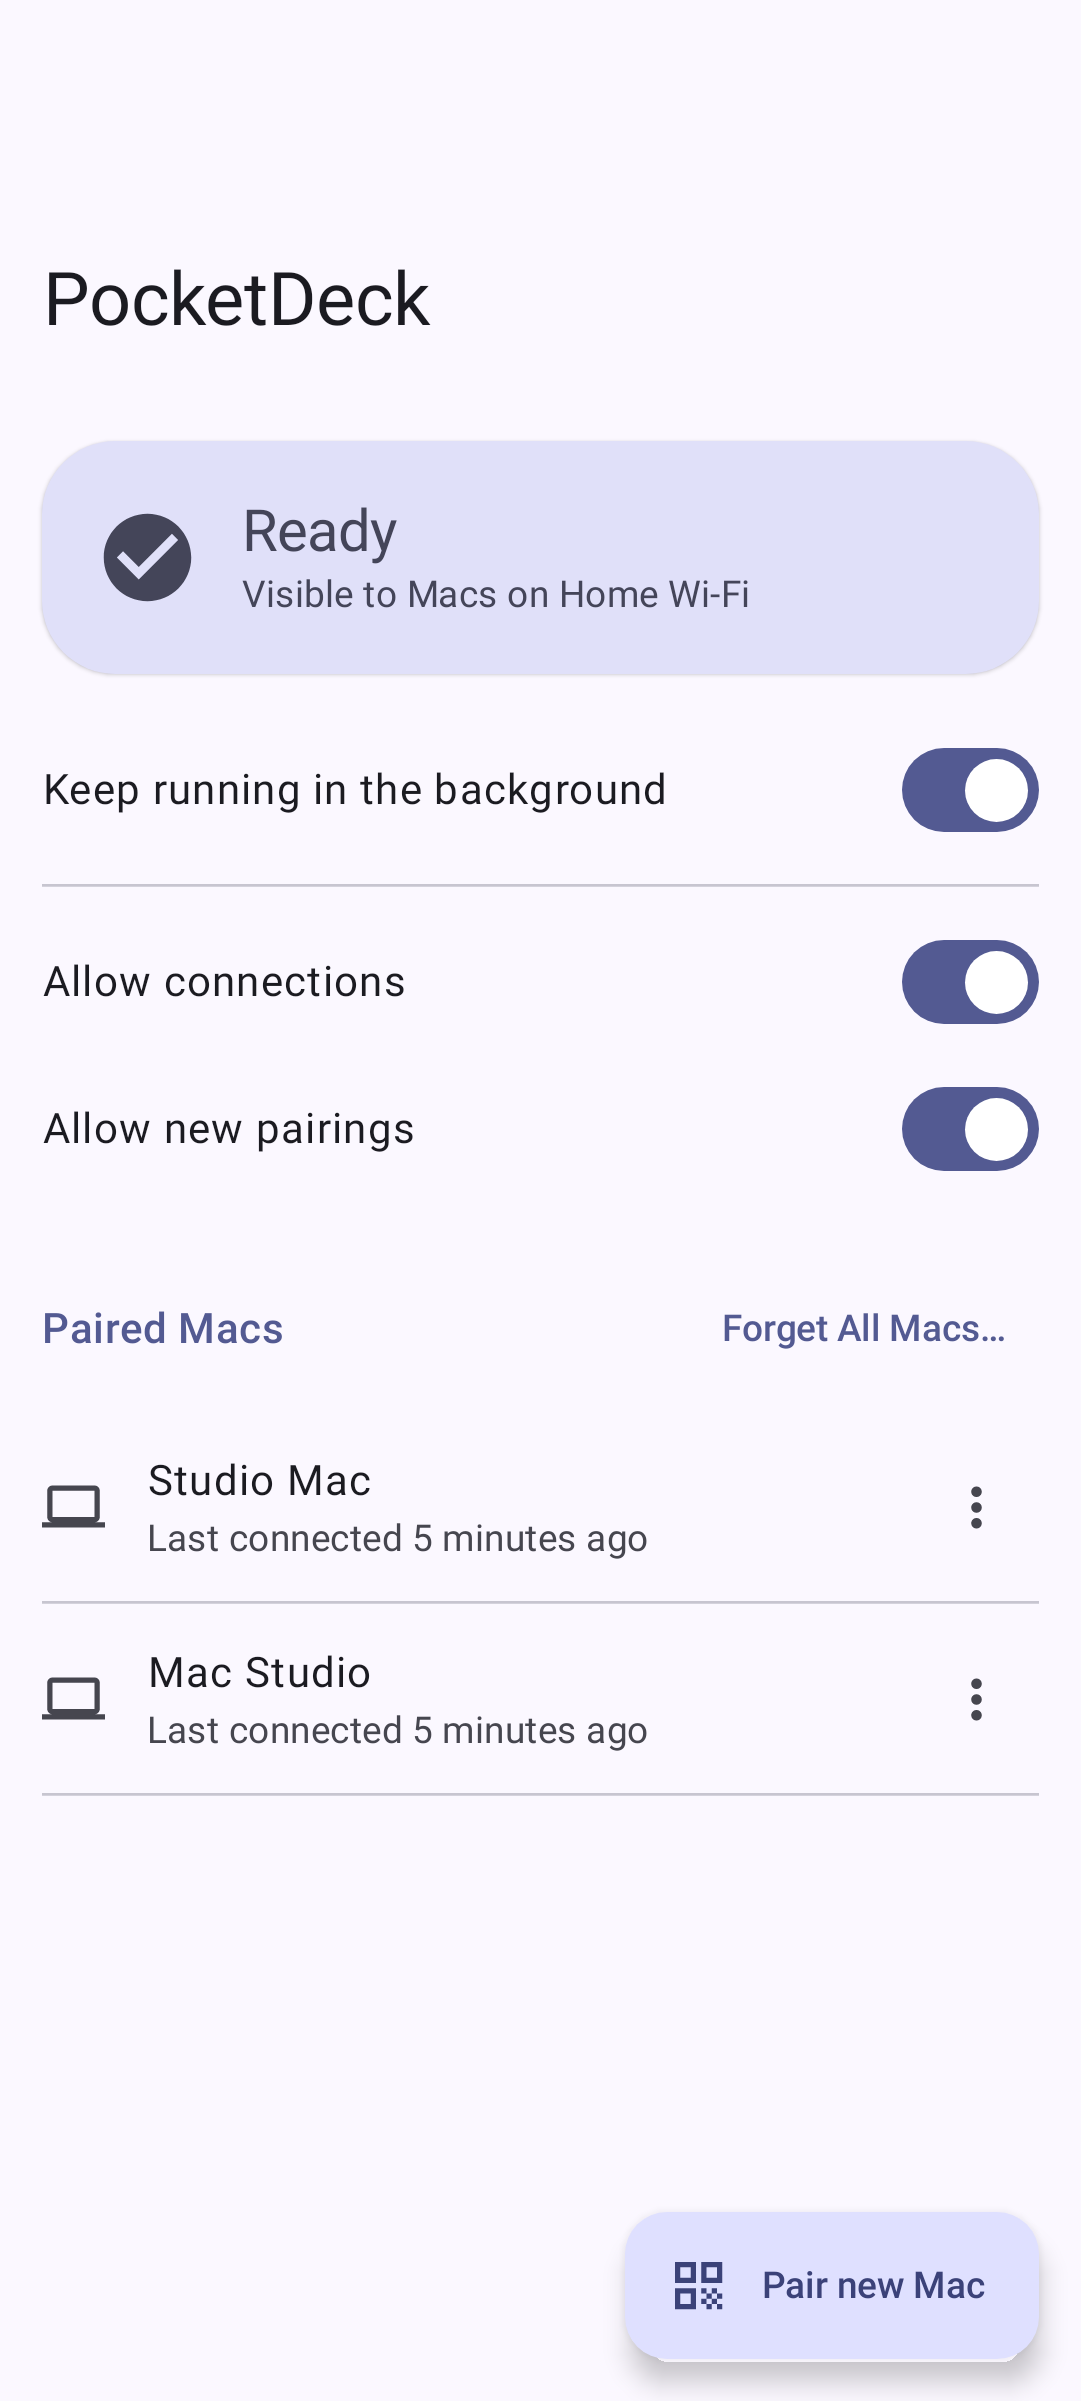 PocketDeck
Ready
Visible to Macs on Home Wi-Fi
Keep running in the background
Allow connections
Allow new pairings
Paired Macs
Forget All Macs…
Studio Mac
Last connected 5 minutes ago
Mac Studio
Last connected 5 minutes ago
Pair new Mac